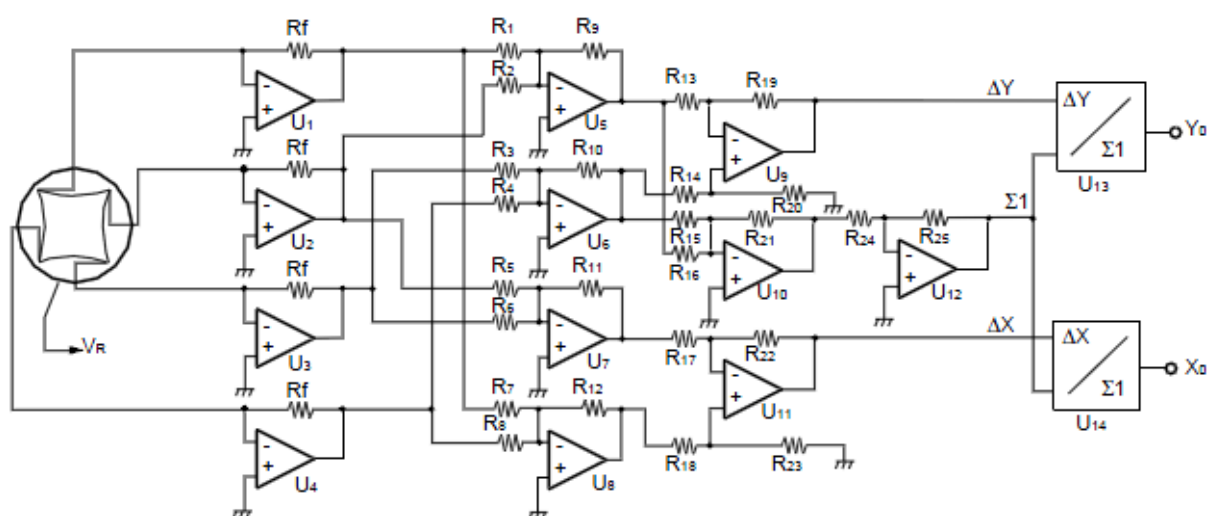 Rf R1 R9
R2 R13 R19 ΔY
- + U1 - + U5 ΔY Y0
Rf R3 R10 - + U9 Σ1
R4 R14 R20 U13
- + U2 - + U6 R15 R21 R24 R25 Σ1
R16 - + U10 - + U12
Rf R5 R11
R6 R17 R22 ΔX ΔX
VR - + U3 - + U7 - + U11 Σ1 X0
Rf R7 R12 U14
R8 R18 R23
- + U4 - + U8